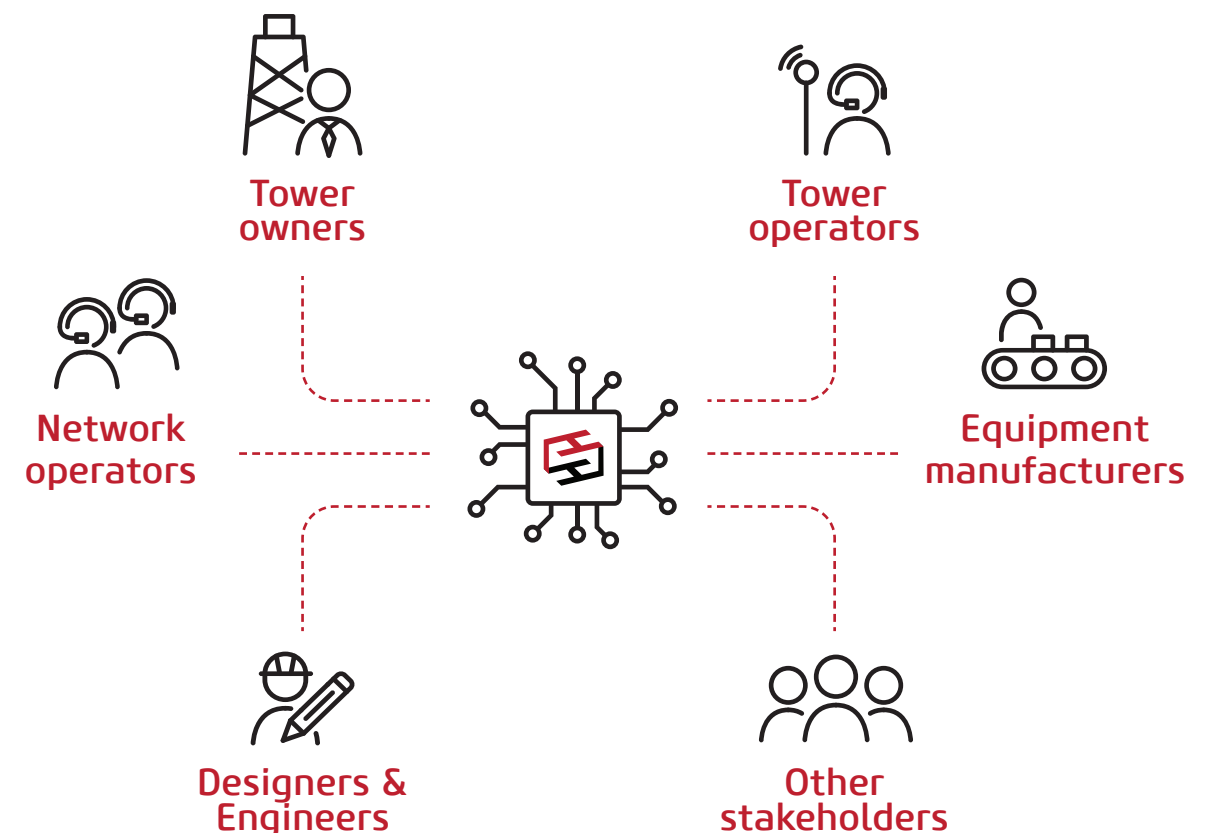 Tower
owners
Tower
operators
Network
operators
Equipment
manufacturers
Designers &
Engineers
Other
stakeholders